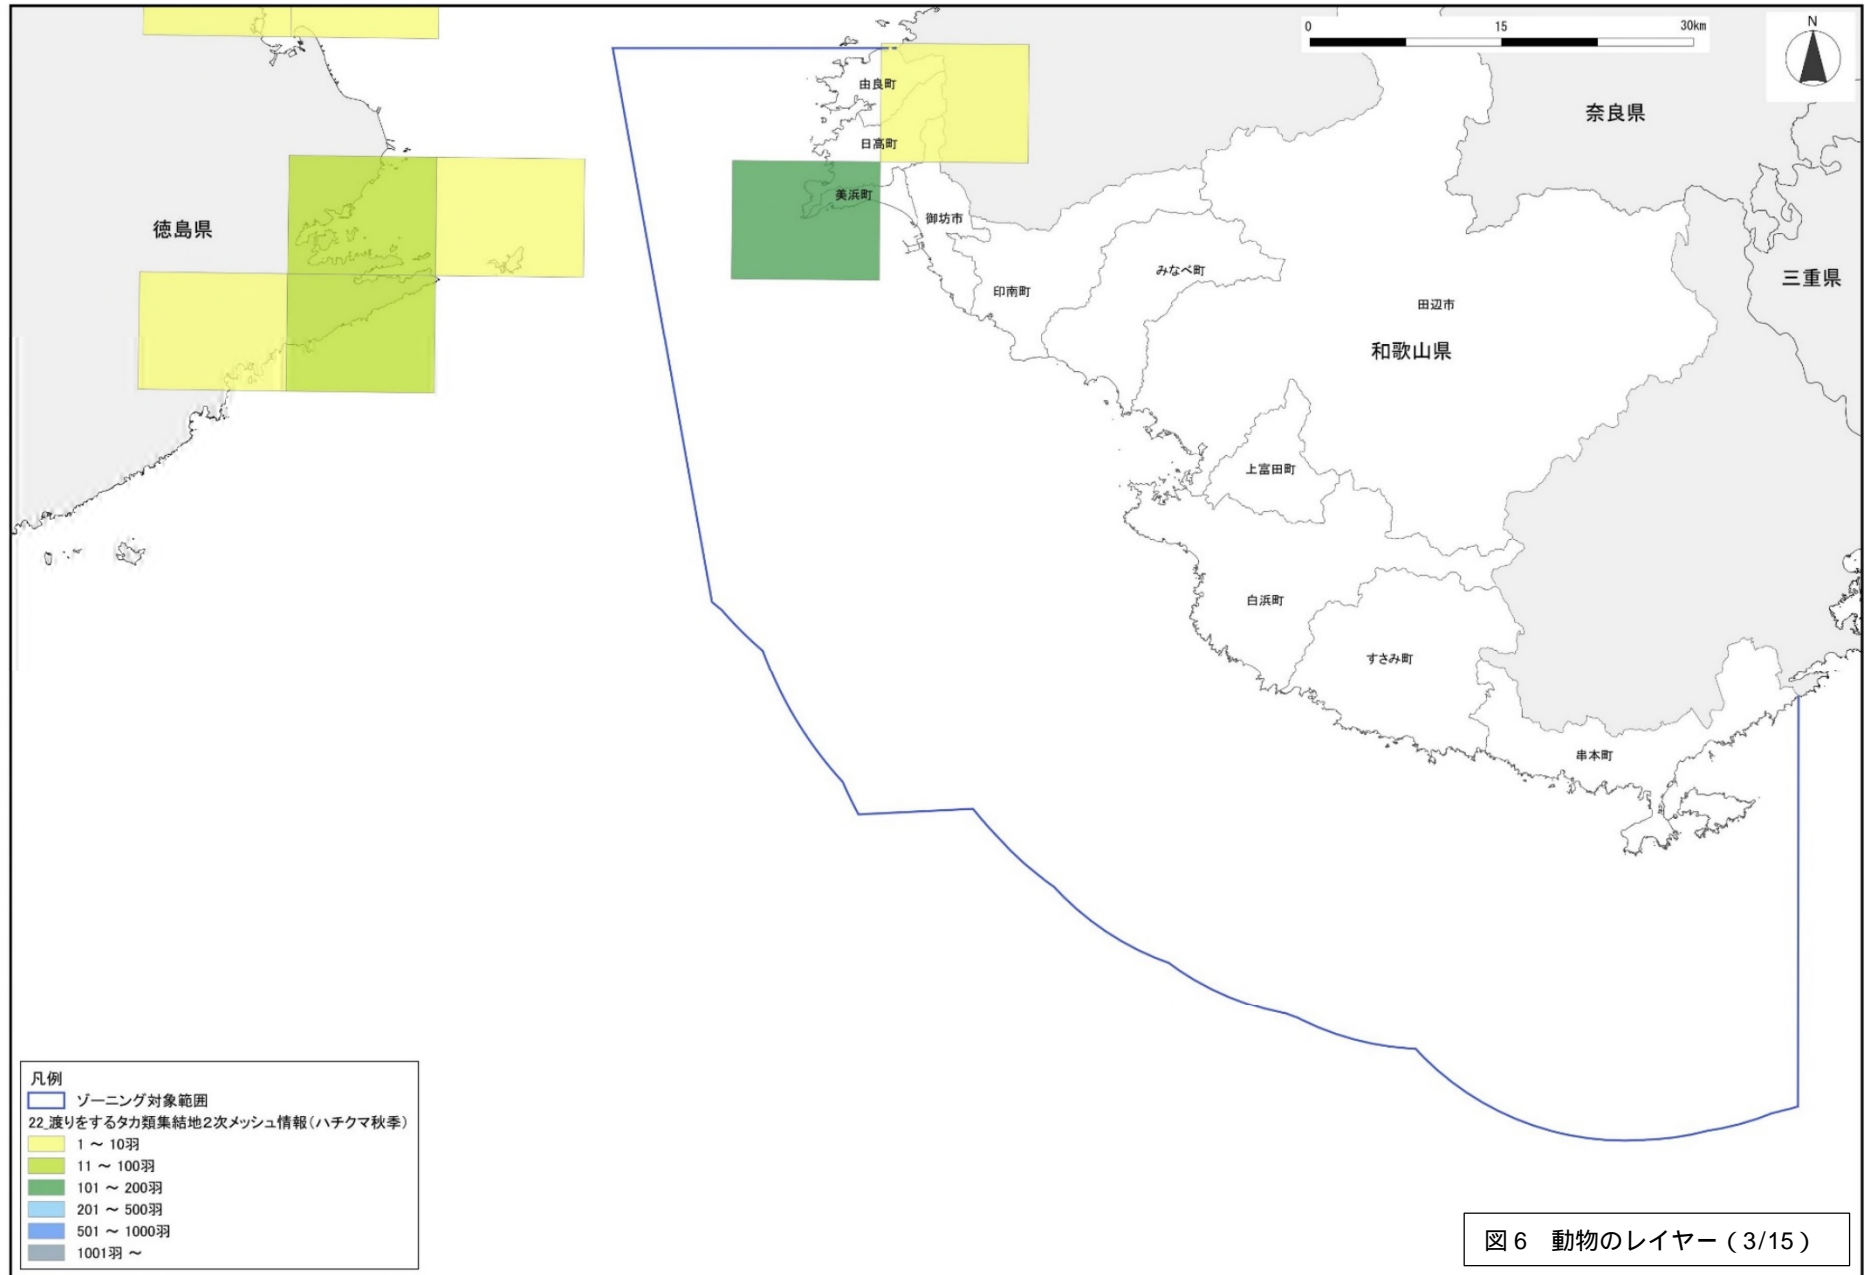 0 15 30km
N
由良町
奈良県
日高町
美浜町
御坊市
徳島県
みなべ町
三重県
印南町
田辺市
和歌山県
上富田町
白浜町
すさみ町
串本町
凡例
ゾーニング対象範囲
22_渡りをするタカ類集結地2次メッシュ情報(ハチクマ秋季)
1 ～ 10羽
11 ～ 100羽
101 ～ 200羽
201 ～ 500羽
501 ～ 1000羽
1001羽 ～
図6 動物のレイヤー(3/15)